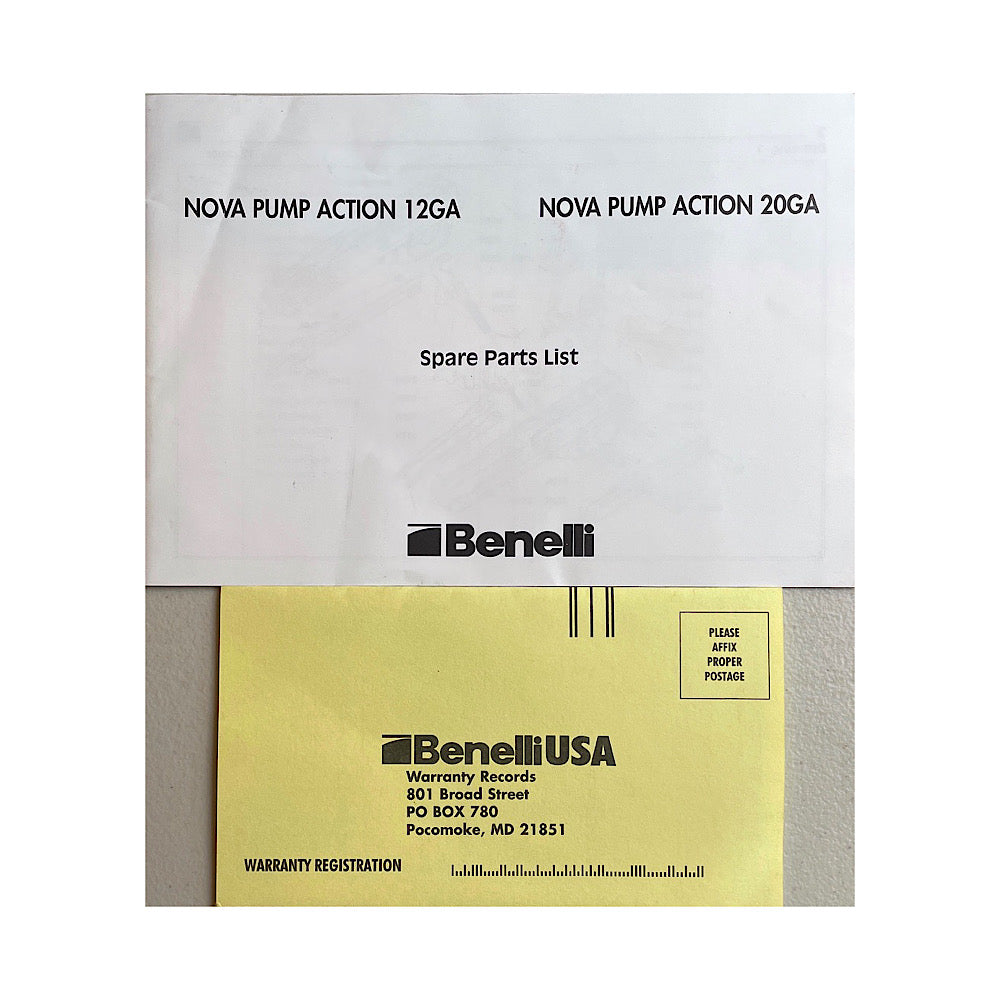 NOVA PUMP ACTION 12GA
NOVA PUMP ACTION 20GA
Spare Parts List
Benelli
PLEASE
AFFIX
PROPER
POSTAGE
BenelliUSA
Warranty Records
801 Broad Street
PO BOX 780
Pocomoke, MD 21851
WARRANTY REGISTRATION